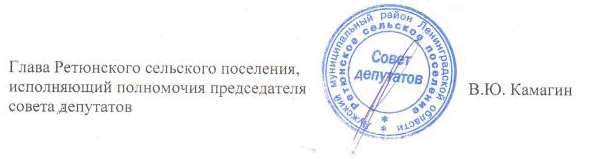 Глава Ретюнского сельского поселения,
исполняющий полномочия председателя
совета депутатов
Лужский муниципальный район Ленинградской области
Ретюнское сельское поселение
Совет
депутатов
В.Ю. Камагин